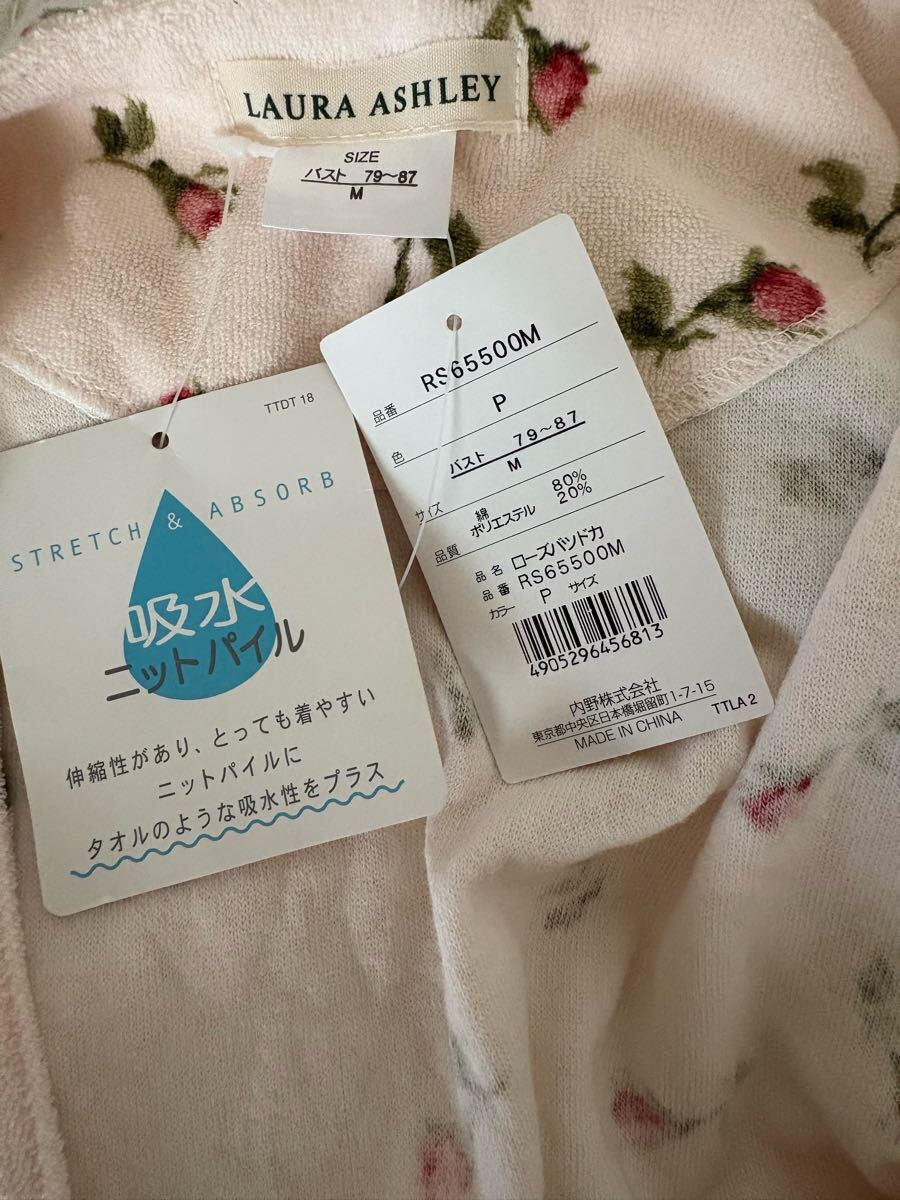 LAURA ASHLEY
SIZE
バスト 79〜87
M
TTDT 18
STRETCH & ABSORB
吸水
ニットパイル
伸縮性があり、とっても着やすい
ニットパイルに
タオルのような吸水性をプラス
品番 RS65500M
色 P
サイズ バスト 79〜87
M
品質 綿 80%
ポリエステル 20%
品名 ローズバツドカ
品番 RS65500M
カラー P サイズ
4905296456813
内野株式会社
東京都中央区日本橋堀留町1-7-15
MADE IN CHINA
TTLA 2